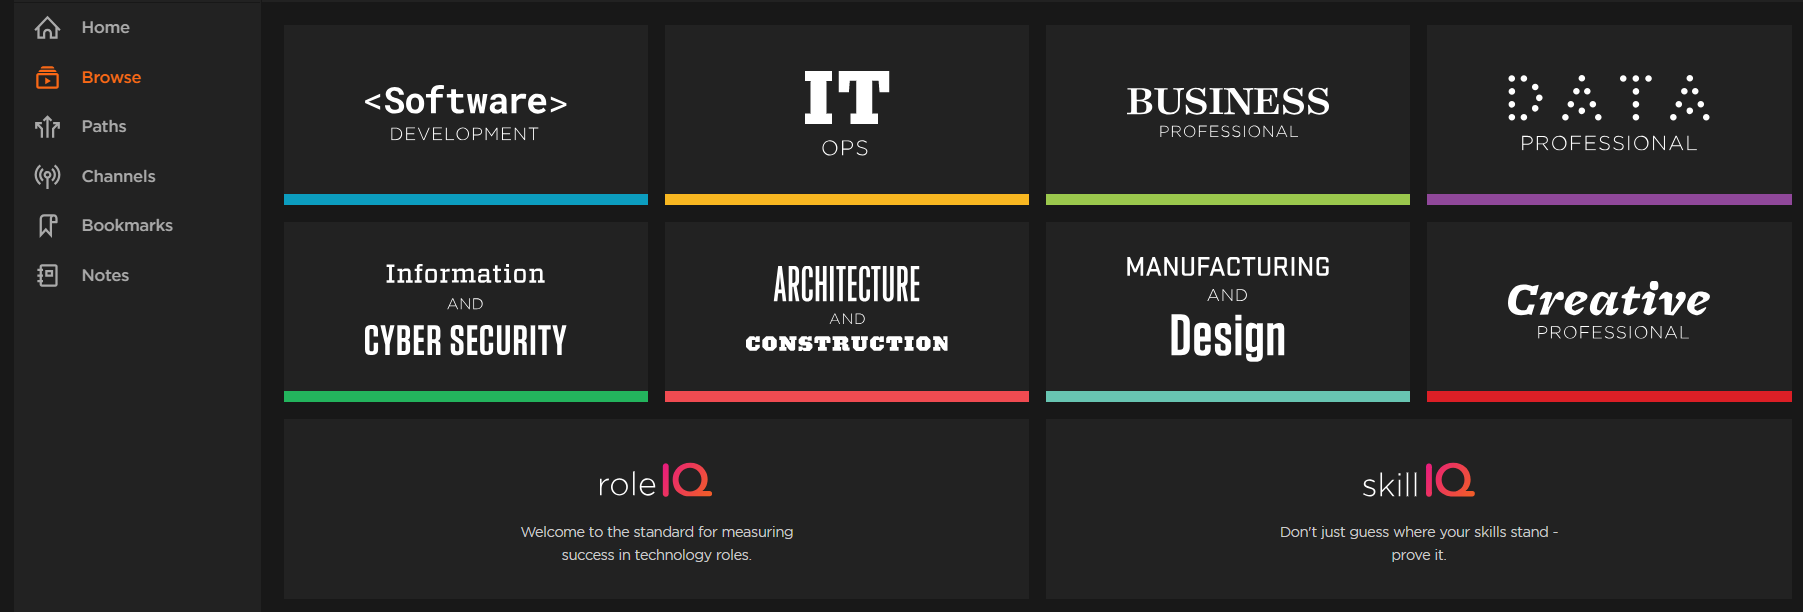 Home
Browse
Paths
Channels
Bookmarks
Notes
<Software>
DEVELOPMENT
IT
OPS
BUSINESS
PROFESSIONAL
DATA
PROFESSIONAL
Information
AND
CYBER SECURITY
ARCHITECTURE
AND
CONSTRUCTION
MANUFACTURING
AND
Design
Creative
PROFESSIONAL
role IQ
Welcome to the standard for measuring
success in technology roles.
skill IQ
Don't just guess where your skills stand -
prove it.